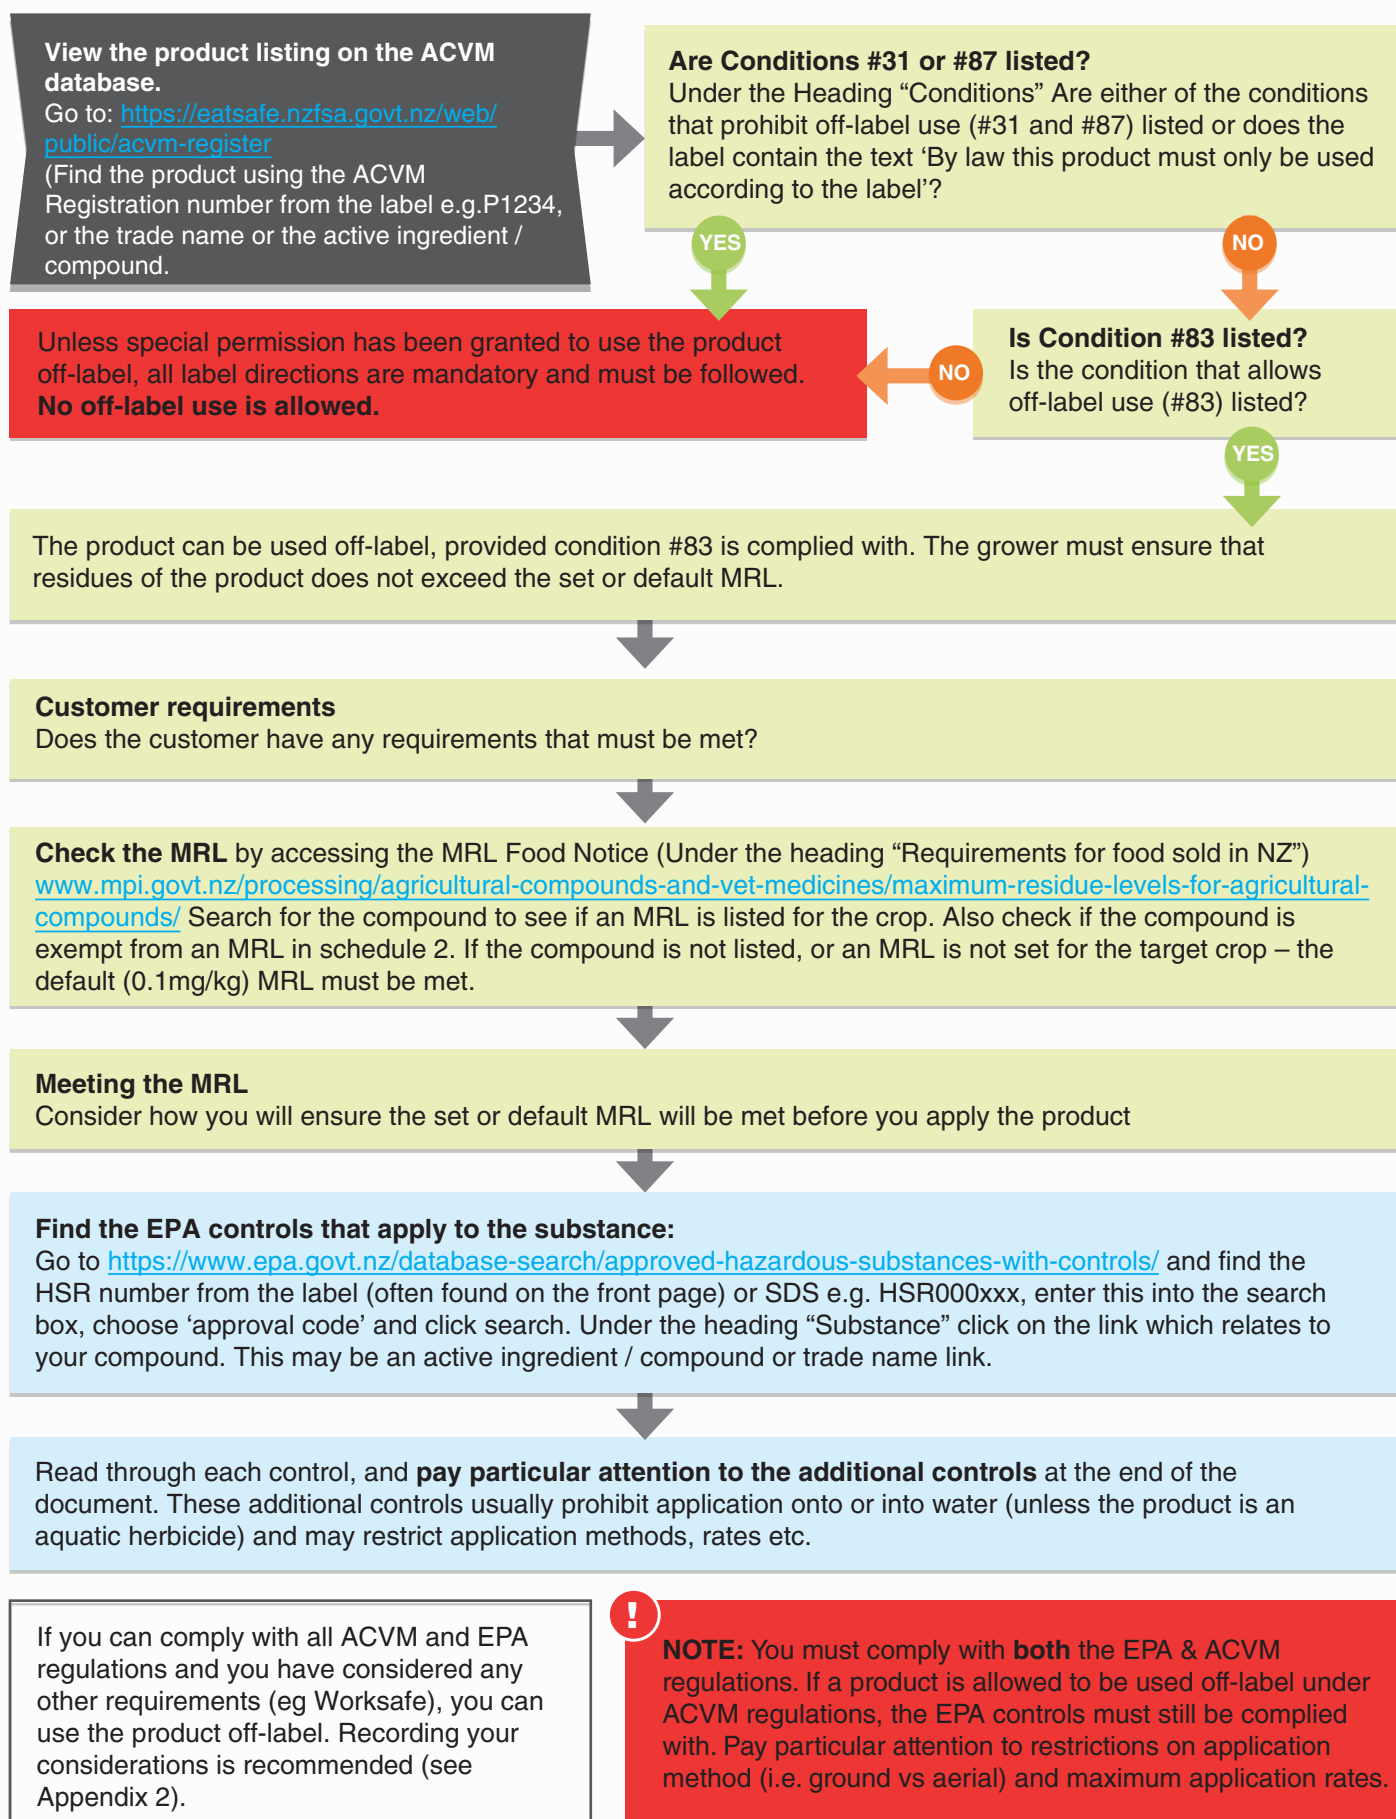 View the product listing on the ACVM
database.
Go to: https://eatsafe.nzfsa.govt.nz/web/
public/acvm-register
(Find the product using the ACVM
Registration number from the label e.g.P1234,
or the trade name or the active ingredient /
compound.
Are Conditions #31 or #87 listed?
Under the Heading “Conditions” Are either of the conditions
that prohibit off-label use (#31 and #87) listed or does the
label contain the text ‘By law this product must only be used
according to the label’?
YES
NO
Unless special permission has been granted to use the product
off-label, all label directions are mandatory and must be followed.
No off-label use is allowed.
NO
Is Condition #83 listed?
Is the condition that allows
off-label use (#83) listed?
YES
The product can be used off-label, provided condition #83 is complied with. The grower must ensure that
residues of the product does not exceed the set or default MRL.
Customer requirements
Does the customer have any requirements that must be met?
Check the MRL by accessing the MRL Food Notice (Under the heading “Requirements for food sold in NZ”)
www.mpi.govt.nz/processing/agricultural-compounds-and-vet-medicines/maximum-residue-levels-for-agricultural-
compounds/ Search for the compound to see if an MRL is listed for the crop. Also check if the compound is
exempt from an MRL in schedule 2. If the compound is not listed, or an MRL is not set for the target crop – the
default (0.1mg/kg) MRL must be met.
Meeting the MRL
Consider how you will ensure the set or default MRL will be met before you apply the product
Find the EPA controls that apply to the substance:
Go to https://www.epa.govt.nz/database-search/approved-hazardous-substances-with-controls/ and find the
HSR number from the label (often found on the front page) or SDS e.g. HSR000xxx, enter this into the search
box, choose ‘approval code’ and click search. Under the heading “Substance” click on the link which relates to
your compound. This may be an active ingredient / compound or trade name link.
Read through each control, and pay particular attention to the additional controls at the end of the
document. These additional controls usually prohibit application onto or into water (unless the product is an
aquatic herbicide) and may restrict application methods, rates etc.
If you can comply with all ACVM and EPA
regulations and you have considered any
other requirements (eg Worksafe), you can
use the product off-label. Recording your
considerations is recommended (see
Appendix 2).
!
NOTE: You must comply with both the EPA & ACVM
regulations. If a product is allowed to be used off-label under
ACVM regulations, the EPA controls must still be complied
with. Pay particular attention to restrictions on application
method (i.e. ground vs aerial) and maximum application rates.